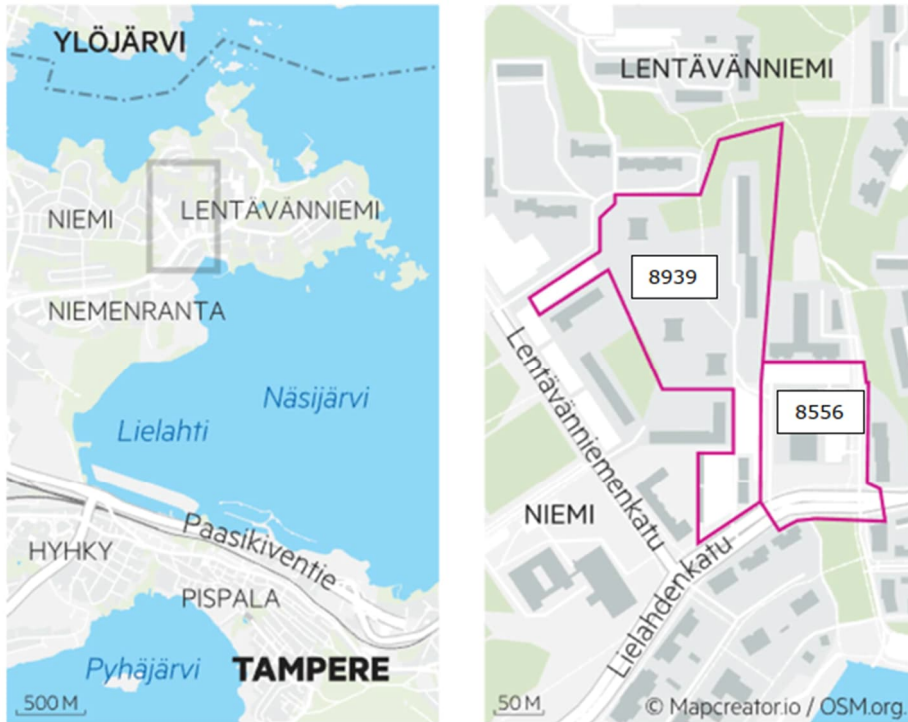 YLÖJÄRVI
NIEMI
LENTÄVÄNNIEMI
NIEMENRANTA
Näsijärvi
Lielahti
Paasikiventie
HYHKY
PISPALA
Pyhäjärvi
TAMPERE
500 M
LENTÄVÄNNIEMI
8939
Lentävänniemenkatu
8556
NIEMI
Lielahdenkatu
50 M
© Mapcreator.io / OSM.org.